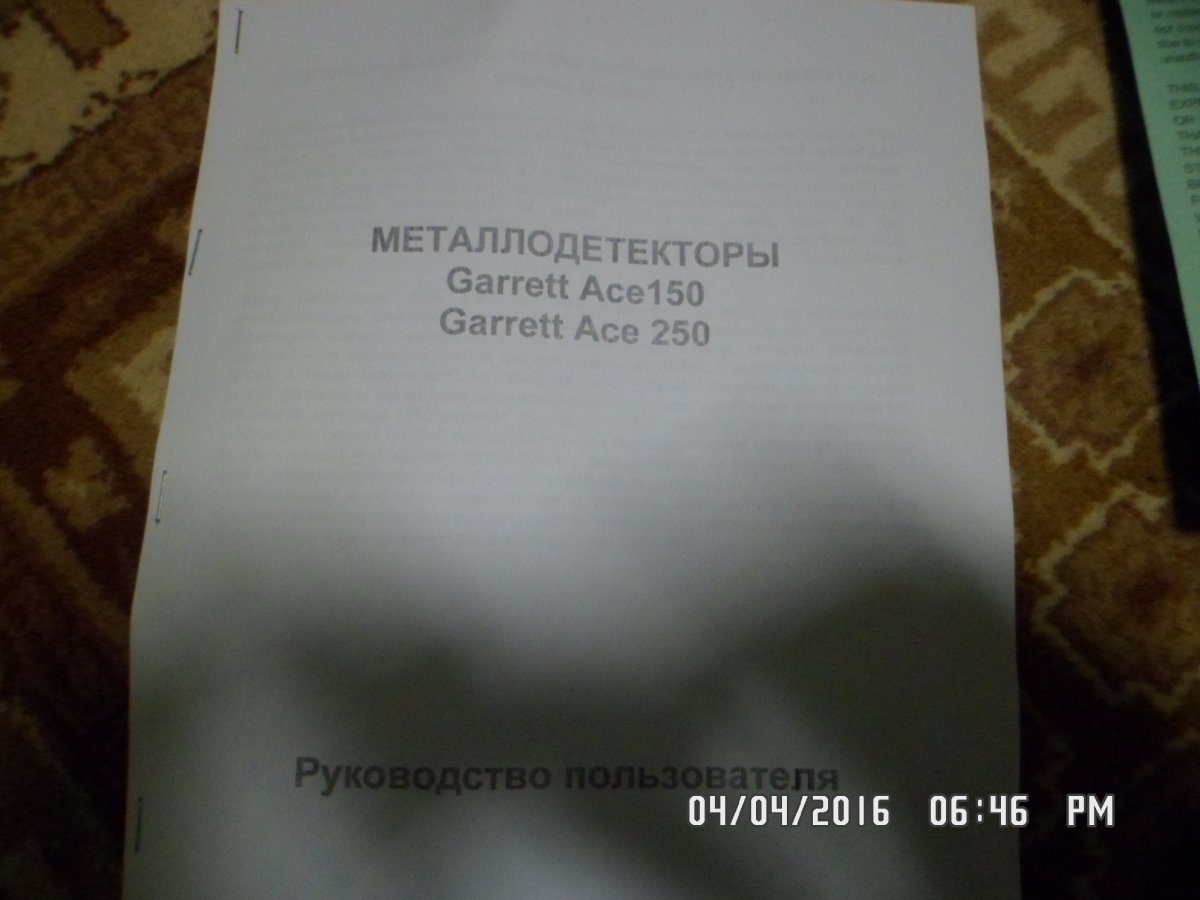 МЕТАЛЛОДЕТЕКТОРЫ
Garrett Ace150
Garrett Ace 250
Руководство пользователя
04/04/2016 06:46 PM